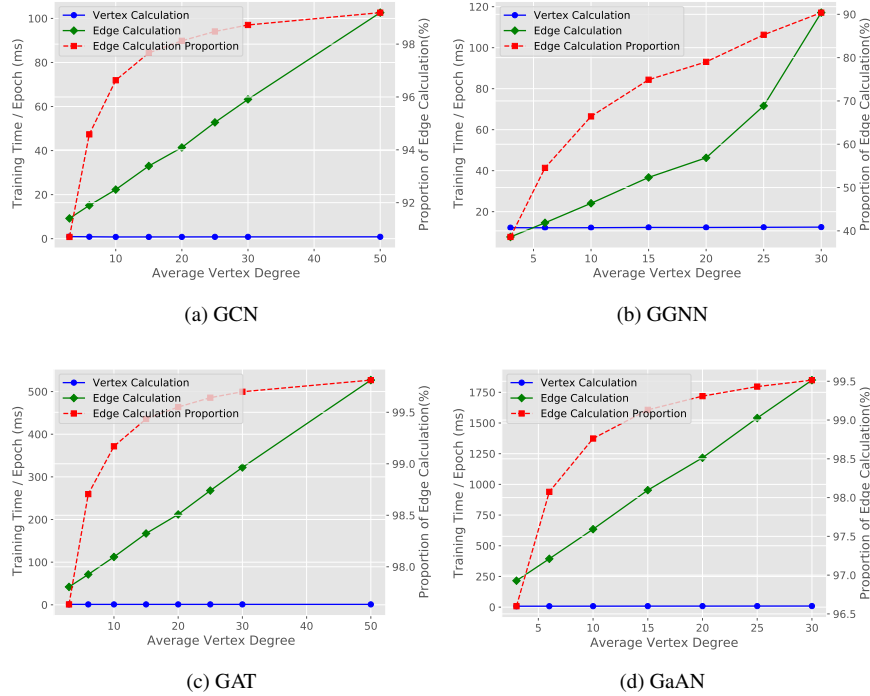 Vertex Calculation
Edge Calculation
Edge Calculation Proportion
100
80
60
40
20
0
Training Time / Epoch (ms)
98
96
94
92
Proportion of Edge Calculation(%)
10 20 30 40 50
Average Vertex Degree
(a) GCN
Vertex Calculation
Edge Calculation
Edge Calculation Proportion
120
100
80
60
40
20
Training Time / Epoch (ms)
90
80
70
60
50
40
Proportion of Edge Calculation(%)
5 10 15 20 25 30
Average Vertex Degree
(b) GGNN
Vertex Calculation
Edge Calculation
Edge Calculation Proportion
500
400
300
200
100
0
Training Time / Epoch (ms)
99.5
99.0
98.5
98.0
Proportion of Edge Calculation(%)
10 20 30 40 50
Average Vertex Degree
(c) GAT
Vertex Calculation
Edge Calculation
Edge Calculation Proportion
1750
1500
1250
1000
750
500
250
0
Training Time / Epoch (ms)
99.5
99.0
98.5
98.0
97.5
97.0
96.5
Proportion of Edge Calculation(%)
5 10 15 20 25 30
Average Vertex Degree
(d) GaAN